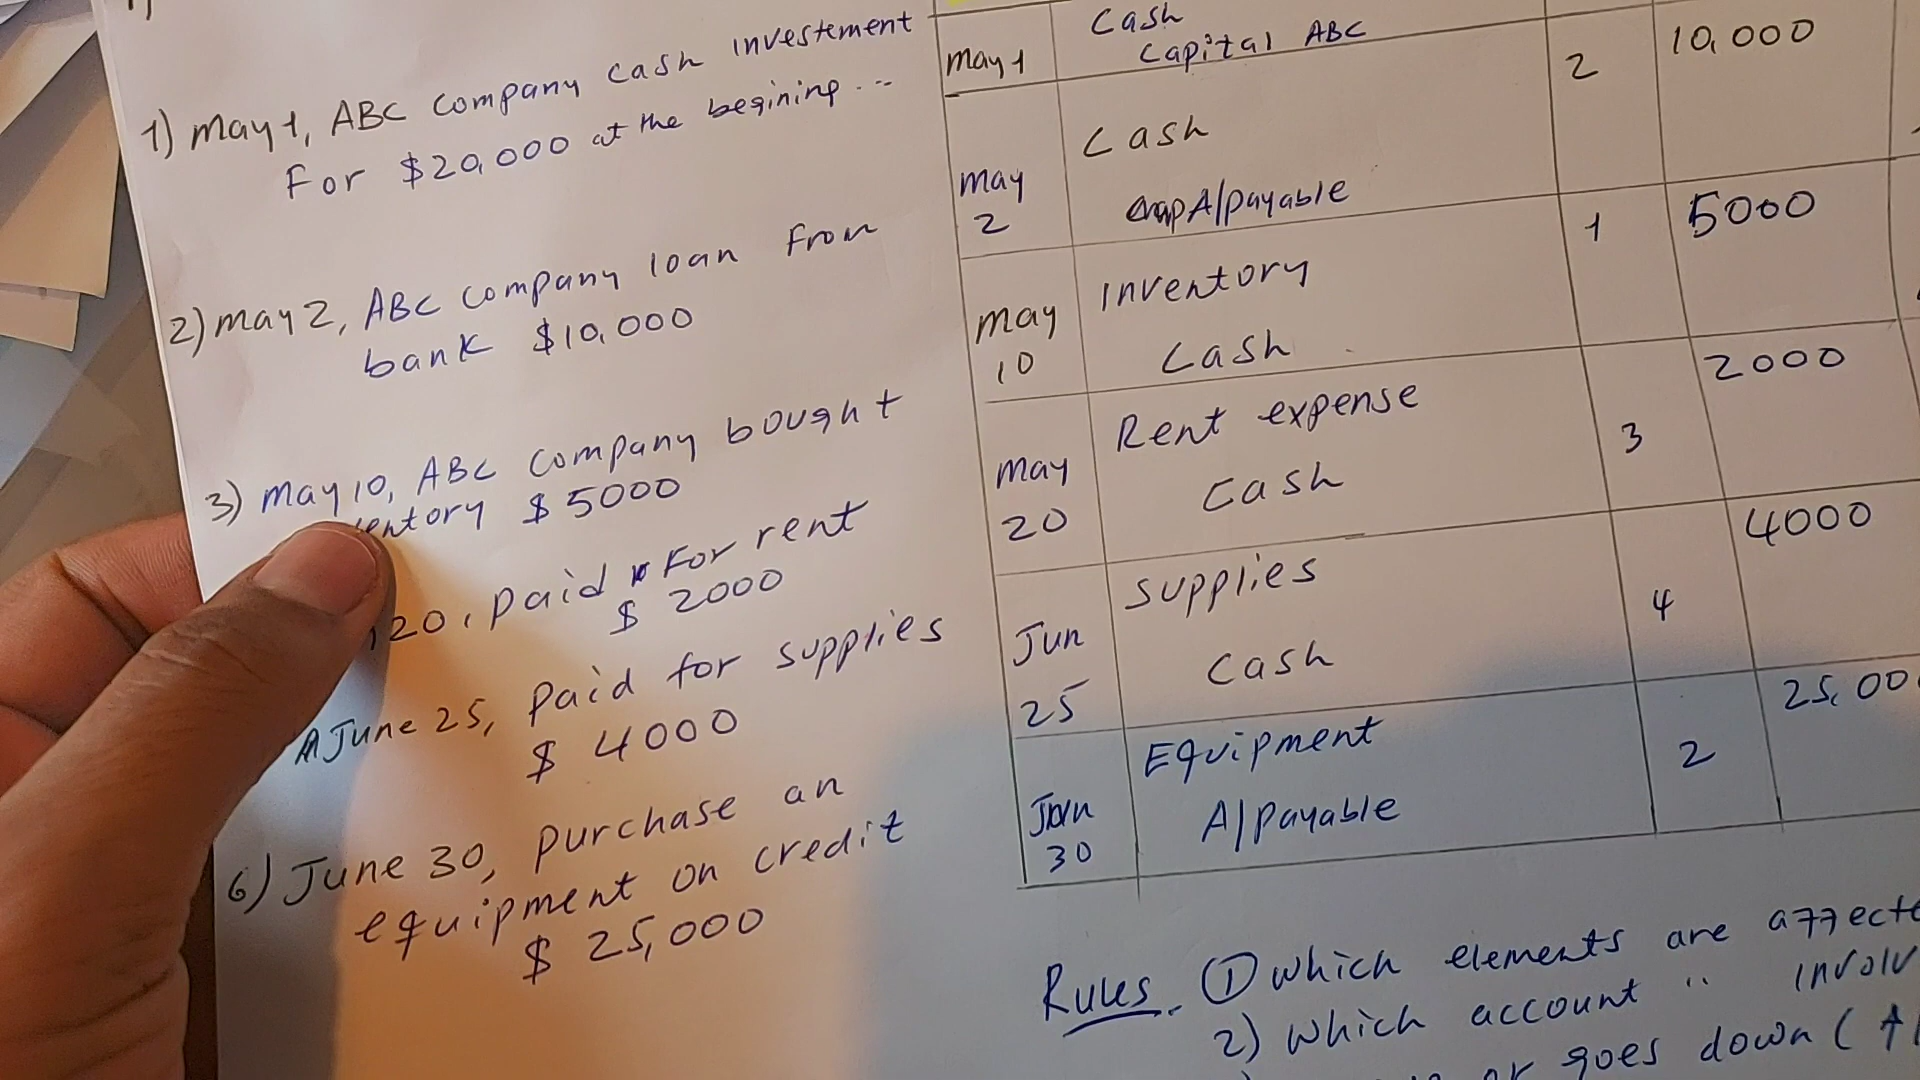 1) May 1, ABC Company cash investement
For $20,000 at the begining...
2) may 2, ABC company loan from
bank $10,000
3) may 10, ABC company bought
entory $5000
20, paid for rent
$ 2000
June 25, paid for supplies
$ 4000
6) June 30, purchase an
equipment on credit
$ 25,000
May 1
Cash
Capital ABC
May
2
Cash
A/payable
2
10,000
May
10
Inventory
Cash
1
5000
May
20
Rent expense
Cash
3
2000
Jun
25
Supplies
Cash
4
4000
Jun
30
Equipment
A/payable
2
25,00
Rules. ① which elements are affecte
2) which account " involv
or goes down (